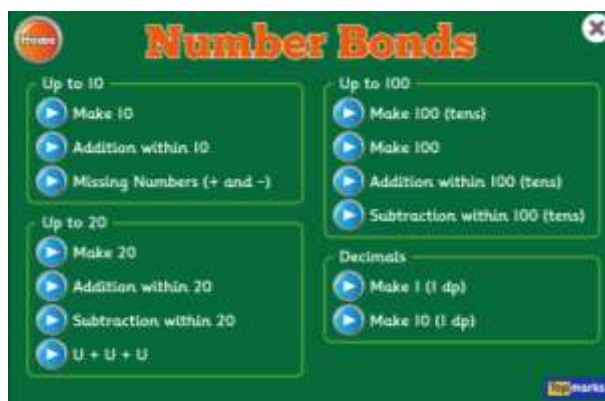 Home
Number Bonds
Up to 10
Make 10
Addition within 10
Missing Numbers (+ and -)
Up to 20
Make 20
Addition within 20
Subtraction within 20
U + U + U
Up to 100
Make 100 (tens)
Make 100
Addition within 100 (tens)
Subtraction within 100 (tens)
Decimals
Make 1 (1 dp)
Make 10 (1 dp)
Topmarks